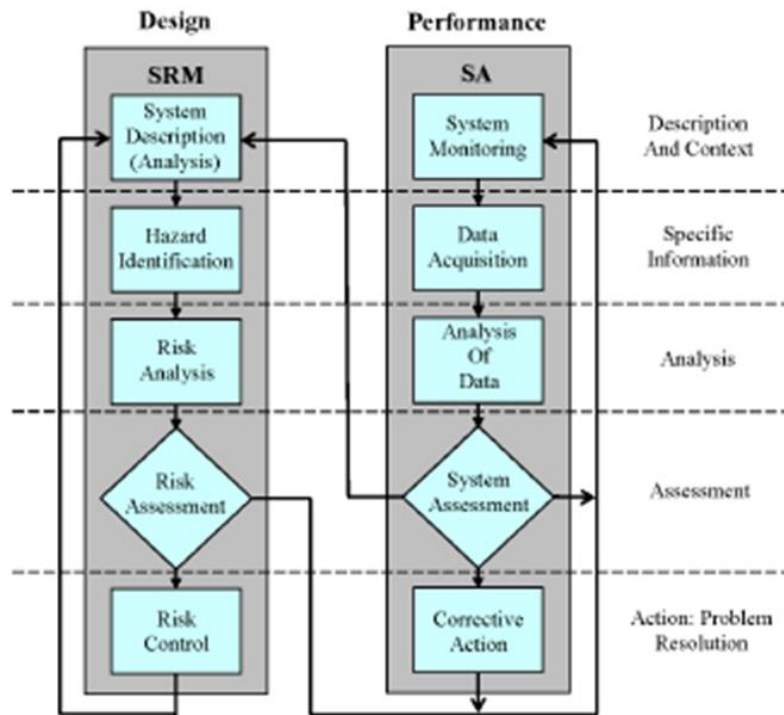 Design
Performance
SRM
SA
System
Description
(Analysis)
System
Monitoring
Description
And Context
Hazard
Identification
Data
Acquisition
Specific
Information
Risk
Analysis
Analysis
Of
Data
Analysis
Risk
Assessment
System
Assessment
Assessment
Risk
Control
Corrective
Action
Action: Problem
Resolution